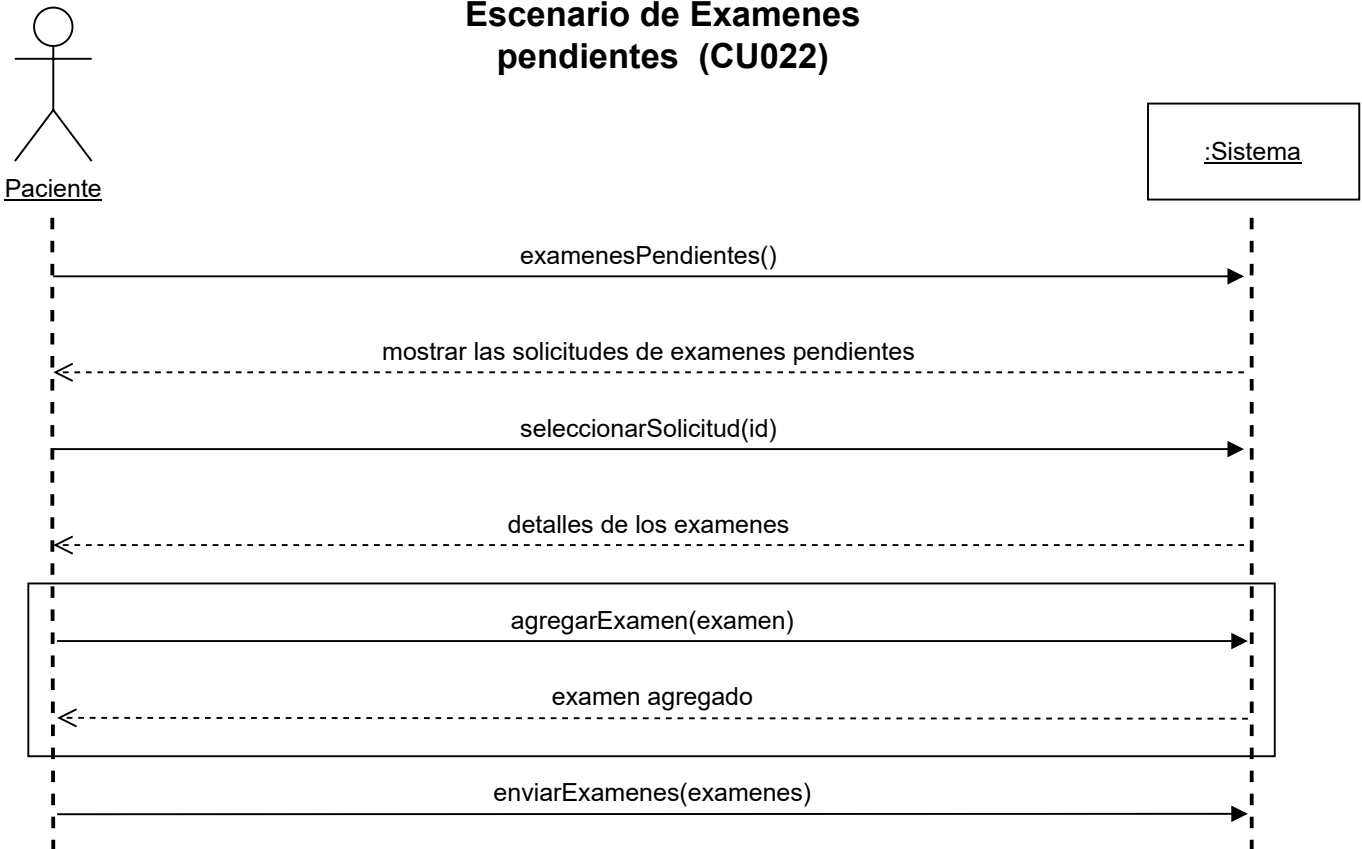 Escenario de Examenes
pendientes (CU022)
:Sistema
Paciente
examenesPendientes()
mostrar las solicitudes de examenes pendientes
seleccionarSolicitud(id)
detalles de los examenes
agregarExamen(examen)
examen agregado
enviarExamenes(examenes)